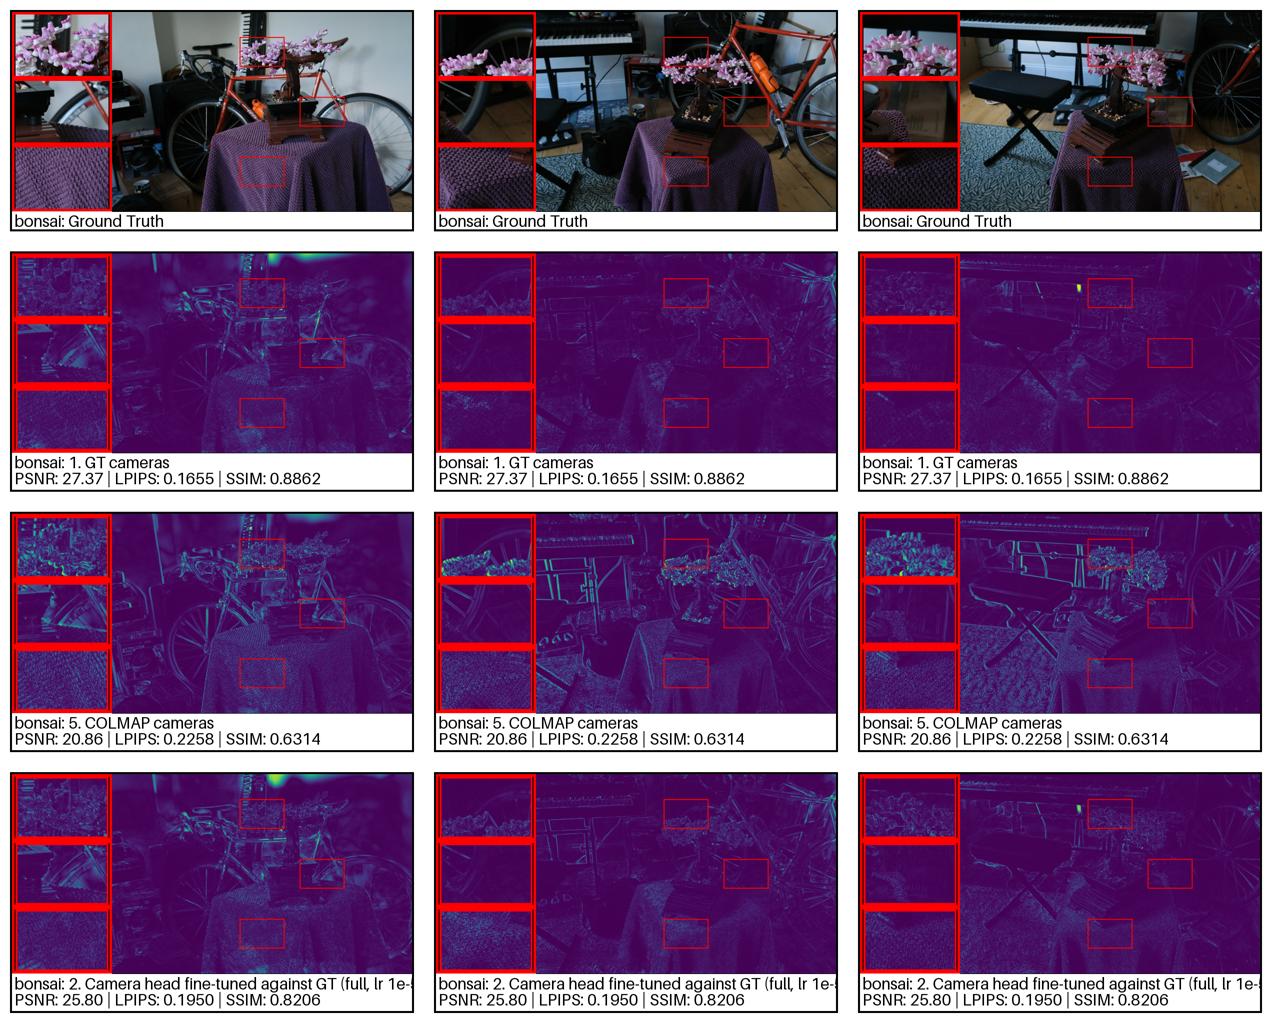 bonsai: Ground Truth
bonsai: Ground Truth
bonsai: Ground Truth
bonsai: 1. GT cameras
PSNR: 27.37 | LPIPS: 0.1655 | SSIM: 0.8862
bonsai: 1. GT cameras
PSNR: 27.37 | LPIPS: 0.1655 | SSIM: 0.8862
bonsai: 1. GT cameras
PSNR: 27.37 | LPIPS: 0.1655 | SSIM: 0.8862
bonsai: 5. COLMAP cameras
PSNR: 20.86 | LPIPS: 0.2258 | SSIM: 0.6314
bonsai: 5. COLMAP cameras
PSNR: 20.86 | LPIPS: 0.2258 | SSIM: 0.6314
bonsai: 5. COLMAP cameras
PSNR: 20.86 | LPIPS: 0.2258 | SSIM: 0.6314
bonsai: 2. Camera head fine-tuned against GT (full, lr 1e-
PSNR: 25.80 | LPIPS: 0.1950 | SSIM: 0.8206
bonsai: 2. Camera head fine-tuned against GT (full, lr 1e-
PSNR: 25.80 | LPIPS: 0.1950 | SSIM: 0.8206
bonsai: 2. Camera head fine-tuned against GT (full, lr 1e-
PSNR: 25.80 | LPIPS: 0.1950 | SSIM: 0.8206